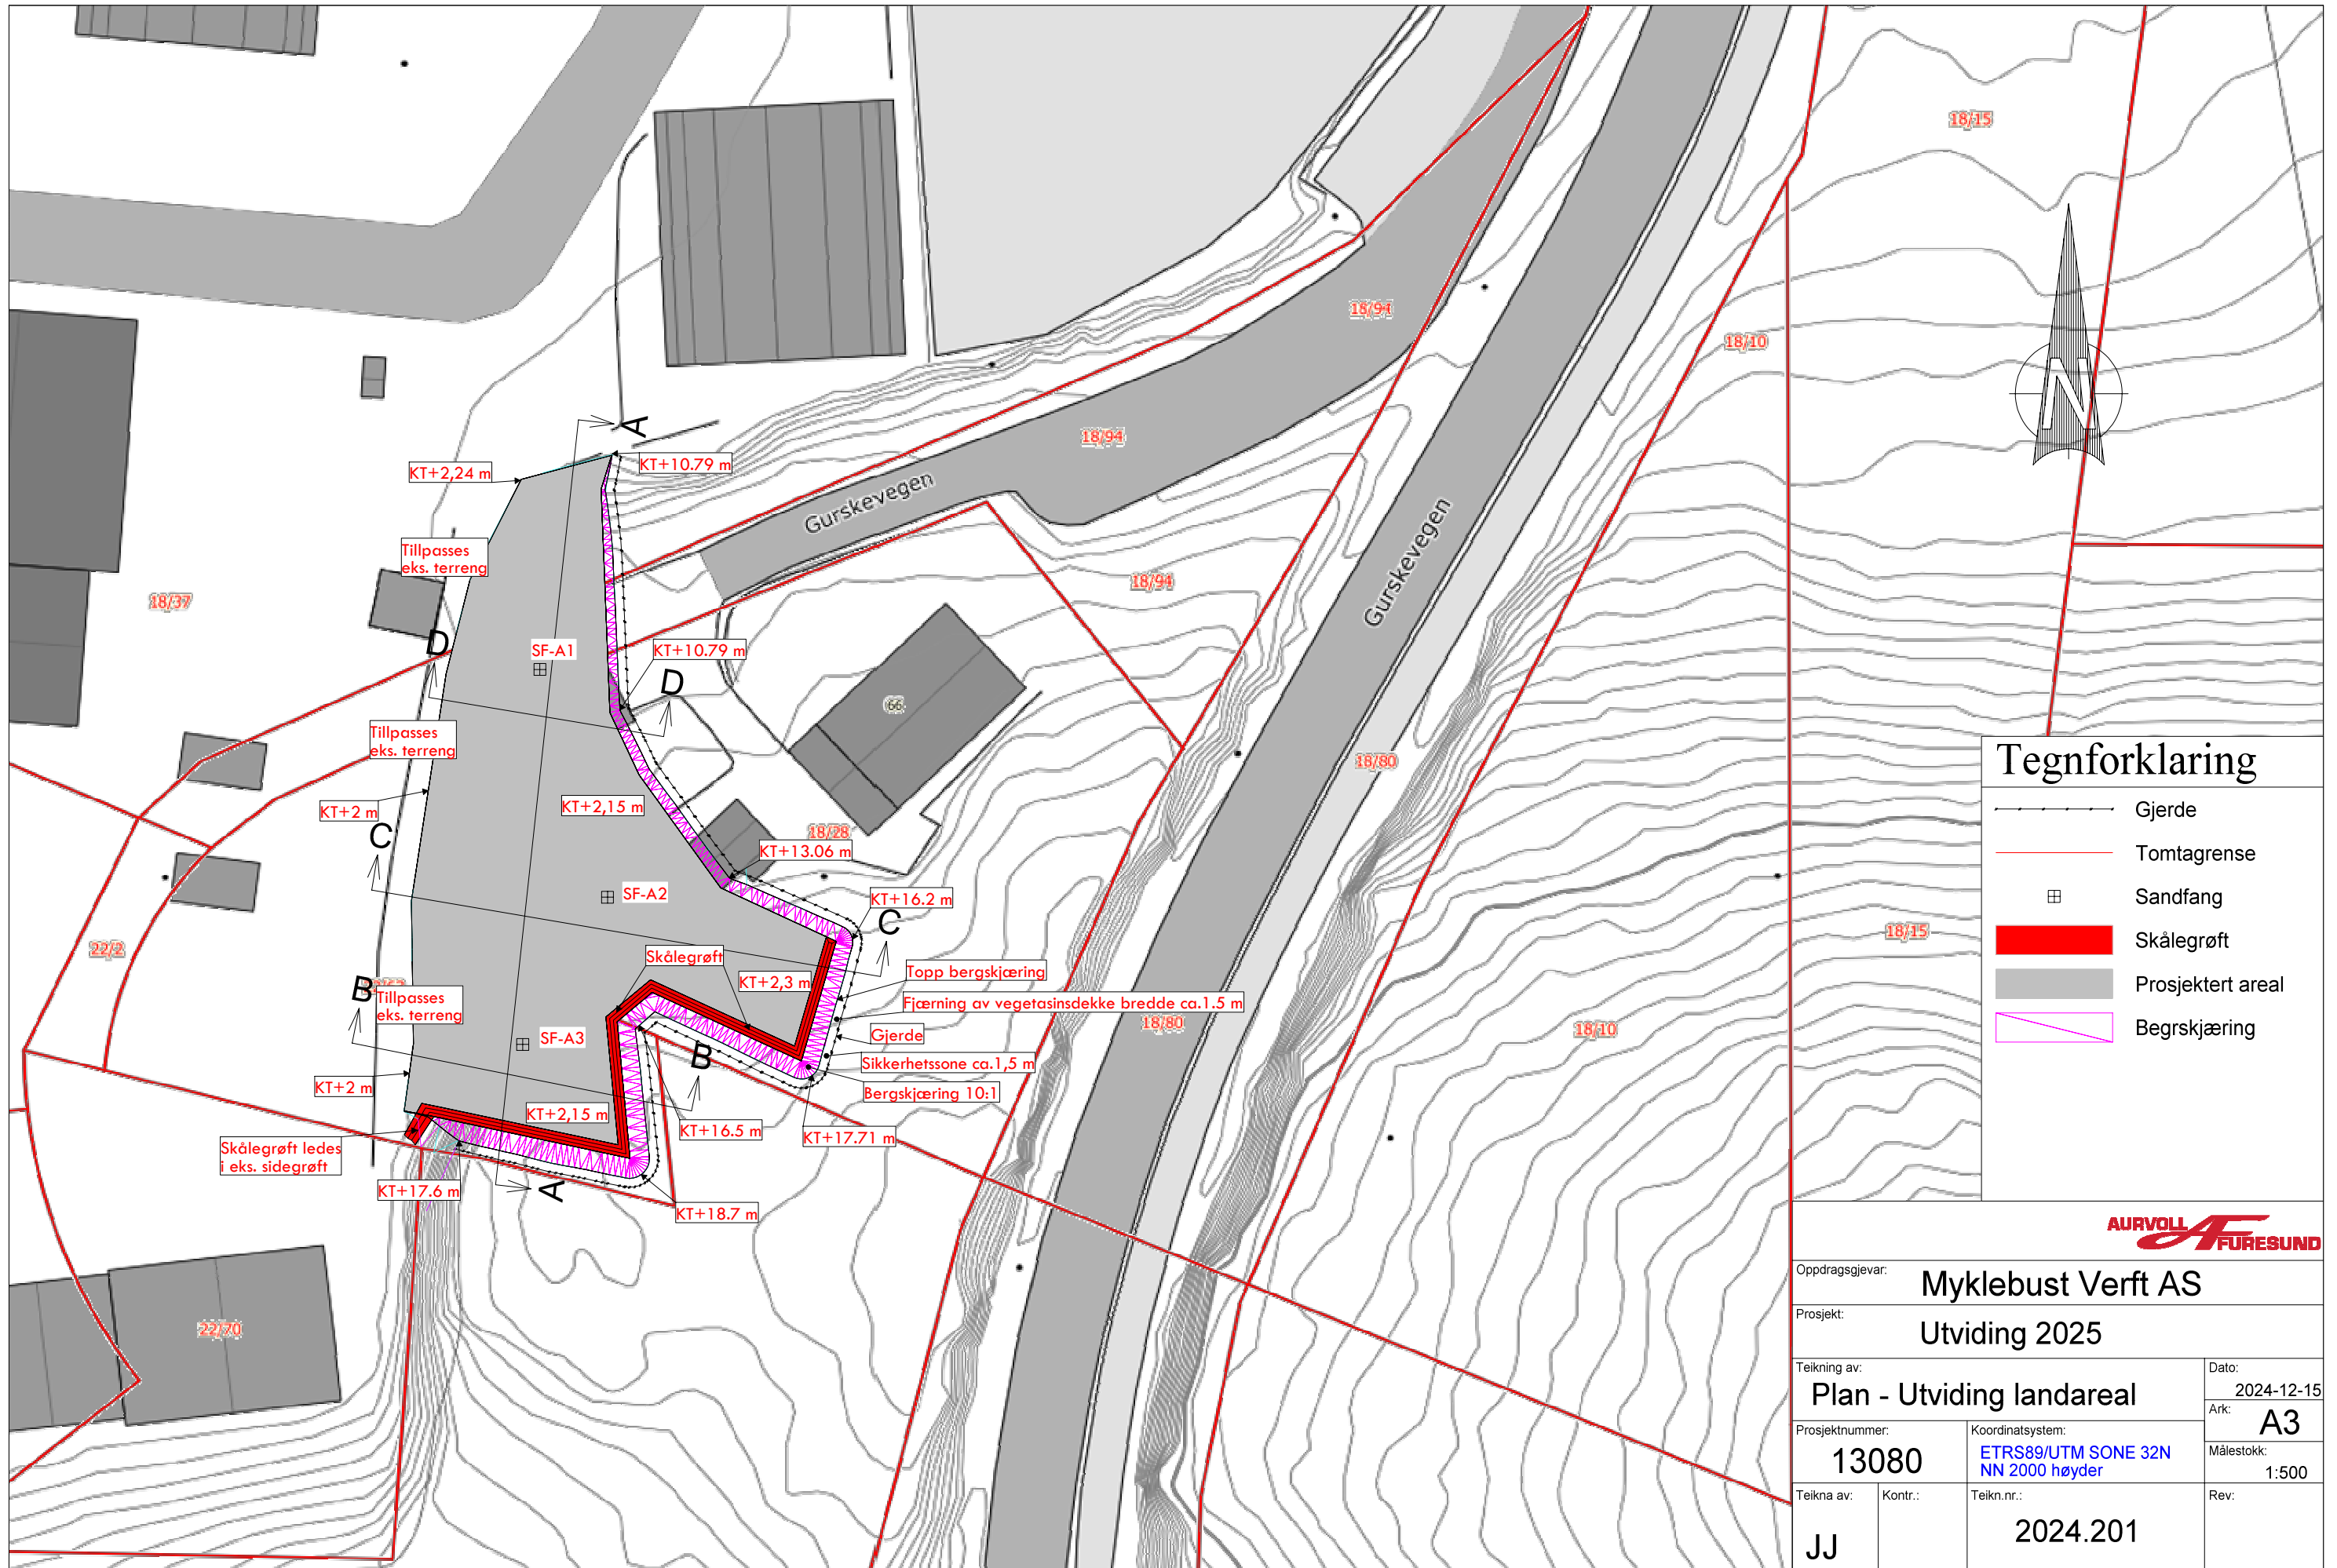 18/15
18/94
18/10
A
KT+10.79 m
KT+2,24 m
18/94
Gurskevegen
Gurskevegen
N
Tillpasses
eks. terreng
18/94
18/37
D
SF-A1
KT+10.79 m
D
66
Tillpasses
eks. terreng
18/80
KT+2 m
KT+2,15 m
C
18/28
KT+13.06 m
SF-A2
KT+16.2 m
C
18/15
22/2
Skålegrøft
KT+2,3 m
Topp bergskjæring
B
Tillpasses
eks. terreng
Fjærning av vegetasinsdekke bredde ca.1.5 m
18/80
18/10
SF-A3
Gjerde
B
Sikkerhetssone ca.1,5 m
KT+2 m
Bergskjæring 10:1
KT+2,15 m
KT+16.5 m
KT+17.71 m
Skålegrøft ledes
i eks. sidegrøft
KT+17.6 m
A
KT+18.7 m
22/70
Tegnforklaring
Gjerde
Tomtagrense
Sandfang
Skålegrøft
Prosjektert areal
Begrskjæring
AURVOLL
FURESUND
Oppdragsgjevar:
Myklebust Verft AS
Prosjekt:
Utviding 2025
Teikning av:
Plan - Utviding landareal
Dato:
2024-12-15
Ark:
A3
Prosjektnummer:
13080
Koordinatsystem:
ETRS89/UTM SONE 32N
NN 2000 høyder
Målestokk:
1:500
Teikna av:
JJ
Kontr.:
Teikn.nr.:
2024.201
Rev: